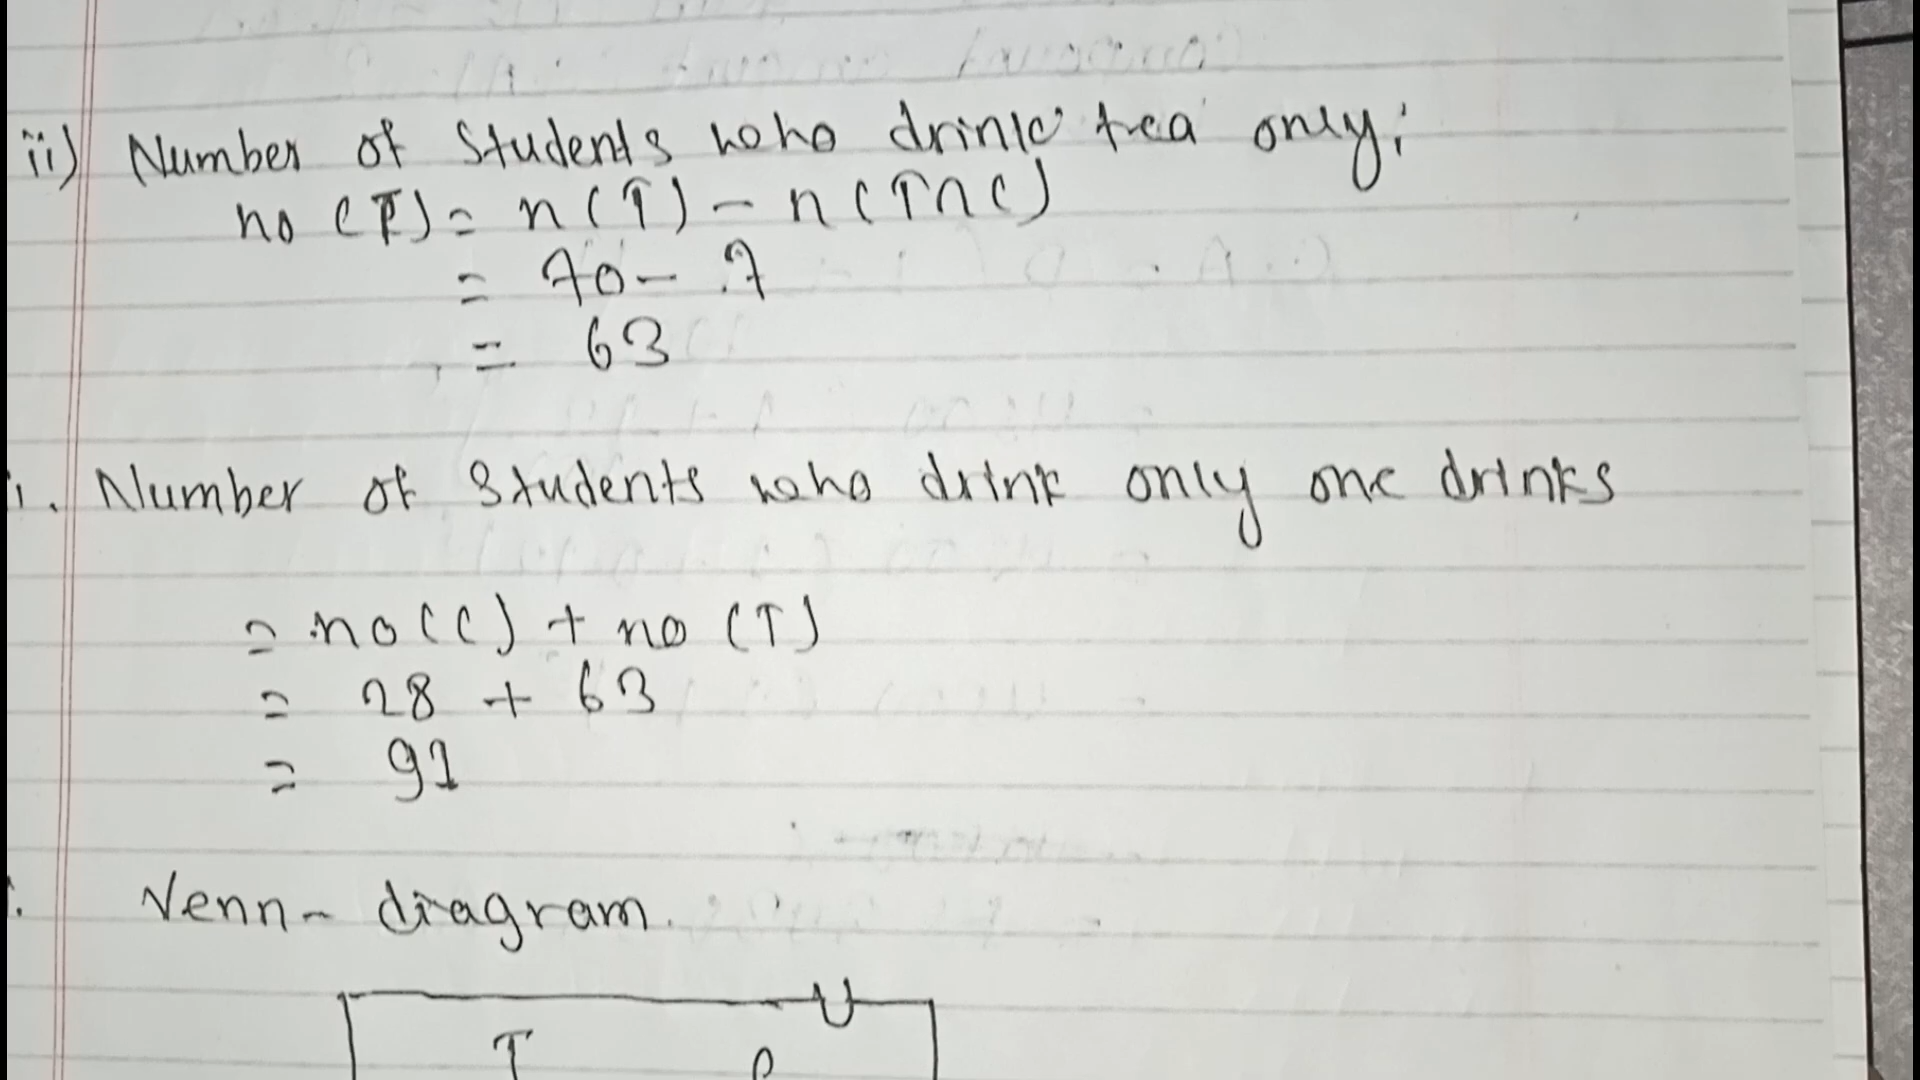 ii) Number of Students who drink tea only;
no (T) = n(T) - n(T∩C)
= 70 - 7
= 63
i. Number of Students who drink only one drinks
= no(C) + no (T)
= 28 + 63
= 91
Venn- diagram.
U
T